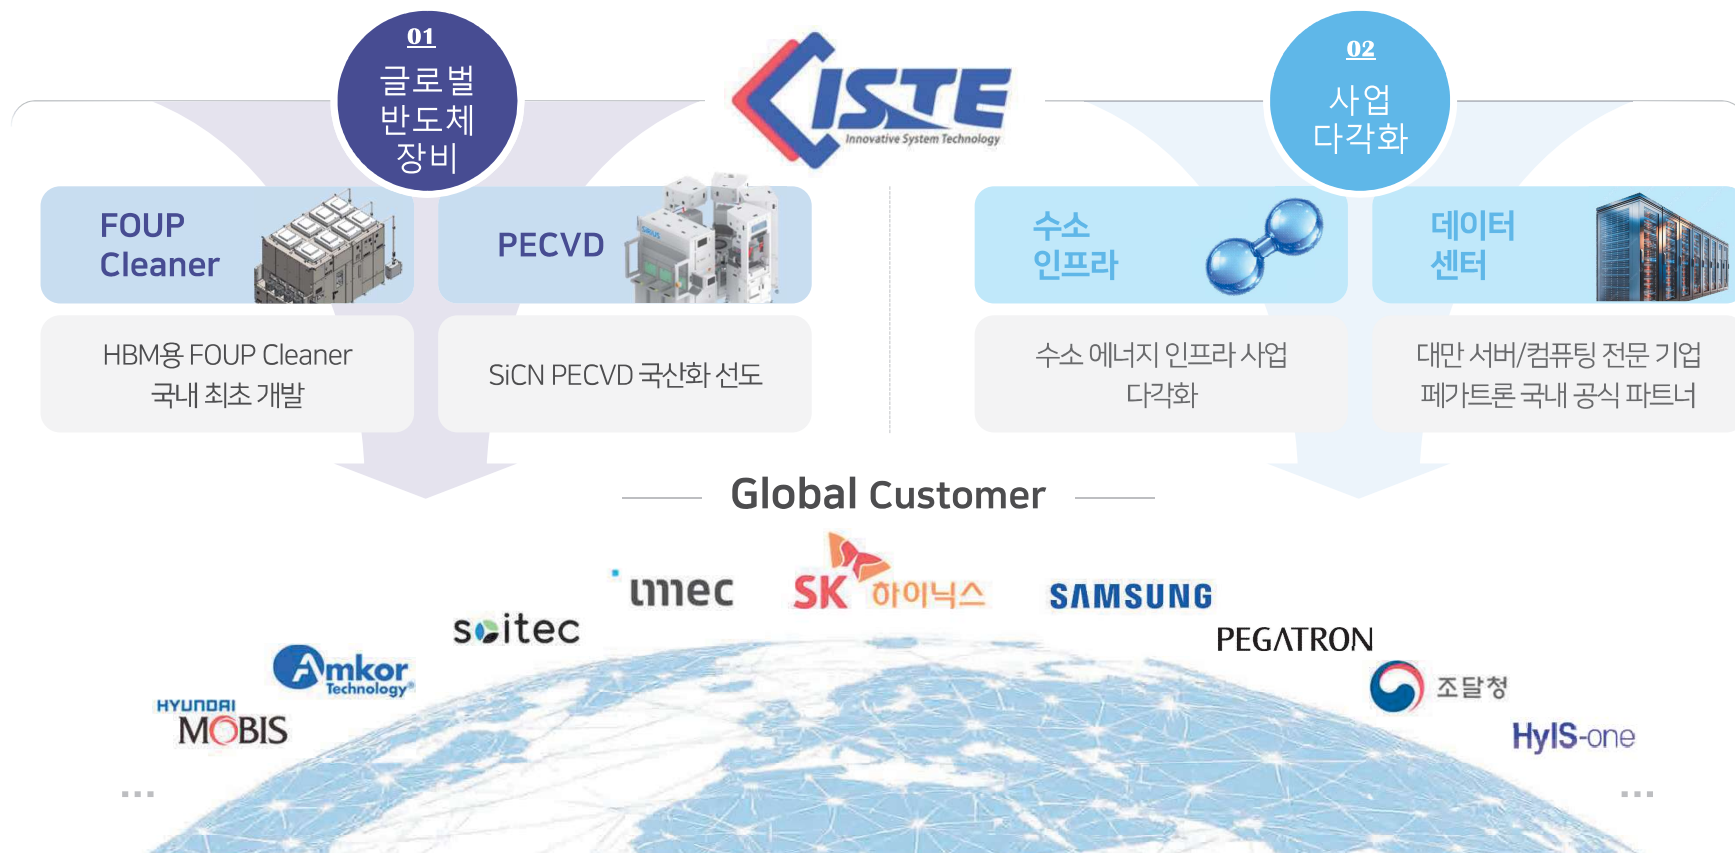 01
글로벌
반도체
장비
ISTE
Innovative System Technology
02
사업
다각화
FOUP
Cleaner
PECVD
SIRIUS
수소
인프라
데이터
센터
HBM용 FOUP Cleaner
국내 최초 개발
SiCN PECVD 국산화 선도
수소 에너지 인프라 사업
다각화
대만 서버/컴퓨팅 전문 기업
페가트론 국내 공식 파트너
Global Customer
HYUNDAI
MOBIS
Amkor
Technology®
soitec
imec
SK 하이닉스
SAMSUNG
PEGATRON
조달청
HyIS-one
...
...